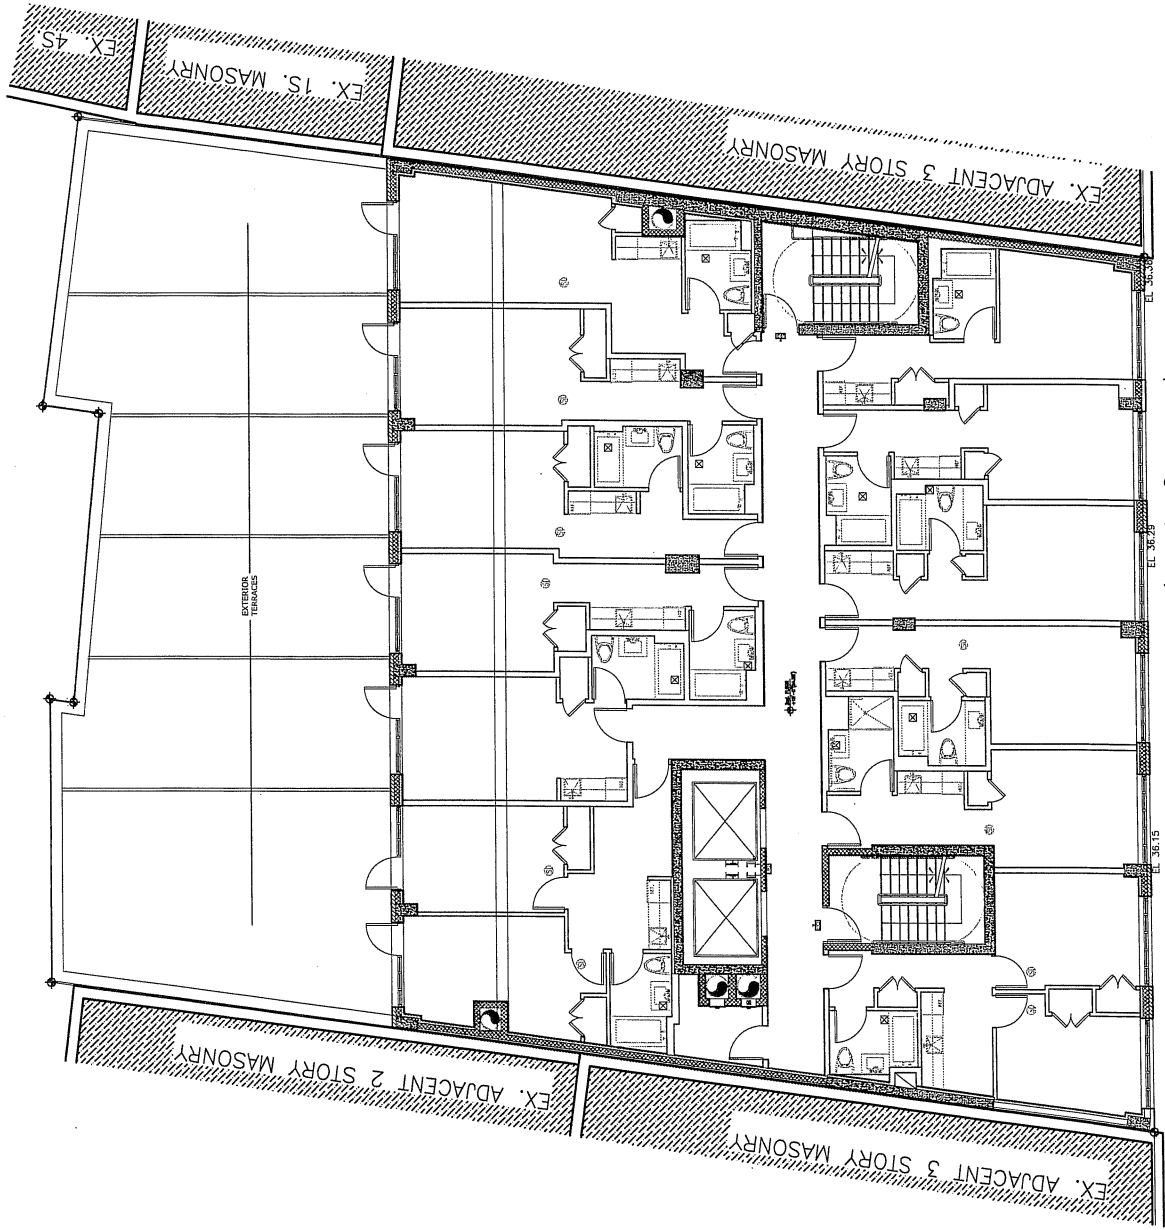 EX. 4S.
EX. 1S. MASONRY
EX. ADJACENT 3 STORY MASONRY
EL 36.38
EXTERIOR
TERRACES
EL 36.29
EL 36.15
EX. ADJACENT 2 STORY MASONRY
EX. ADJACENT 3 STORY MASONRY